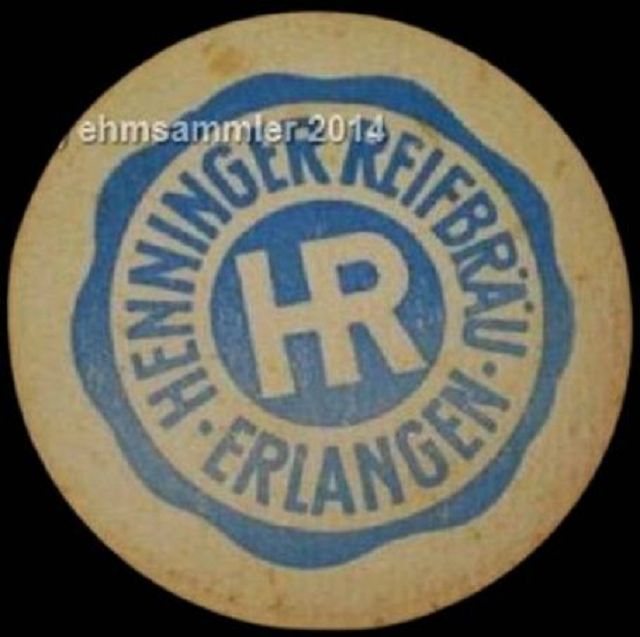 ehmsammler 2014
HENNINGER REIFBRÄU
HR
· ERLANGEN ·